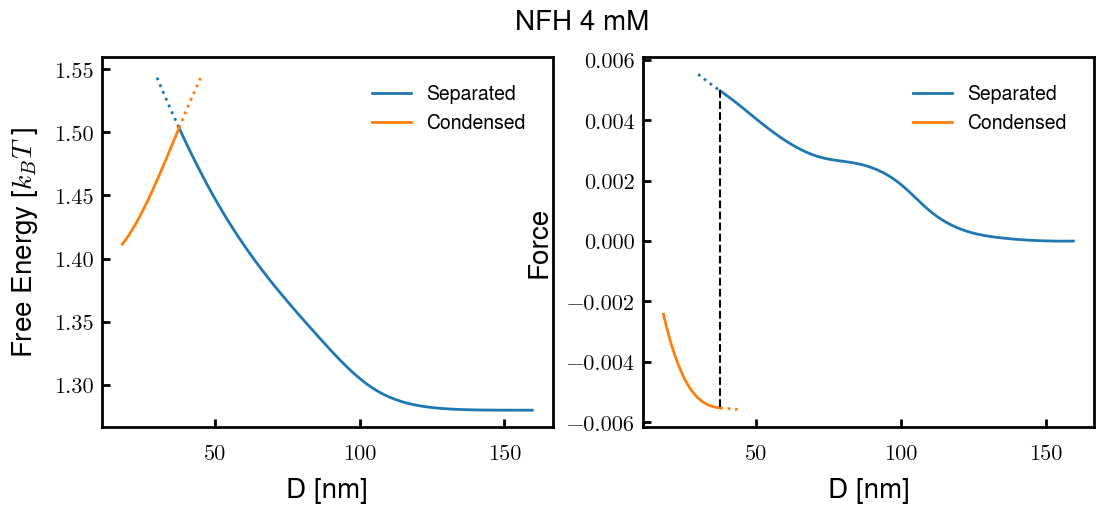 NFH 4 mM
Free Energy [$k_BT$]
1.55
1.50
1.45
1.40
1.35
1.30
50
100
150
D [nm]
Separated
Condensed
Force
0.006
0.004
0.002
0.000
−0.002
−0.004
−0.006
50
100
150
D [nm]
Separated
Condensed